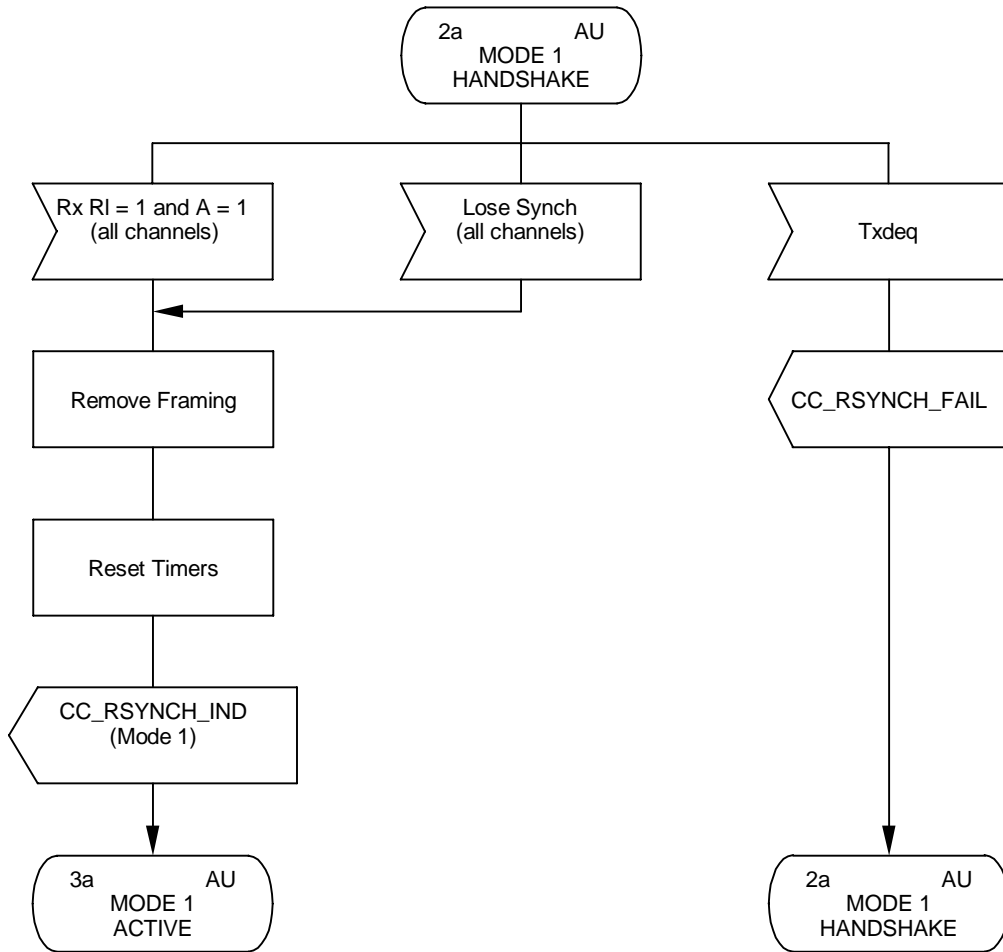 2a AU
MODE 1
HANDSHAKE
Rx RI = 1 and A = 1
(all channels)
Lose Synch
(all channels)
Txdeq
Remove Framing
CC_RSYNCH_FAIL
Reset Timers
CC_RSYNCH_IND
(Mode 1)
3a AU
MODE 1
ACTIVE
2a AU
MODE 1
HANDSHAKE